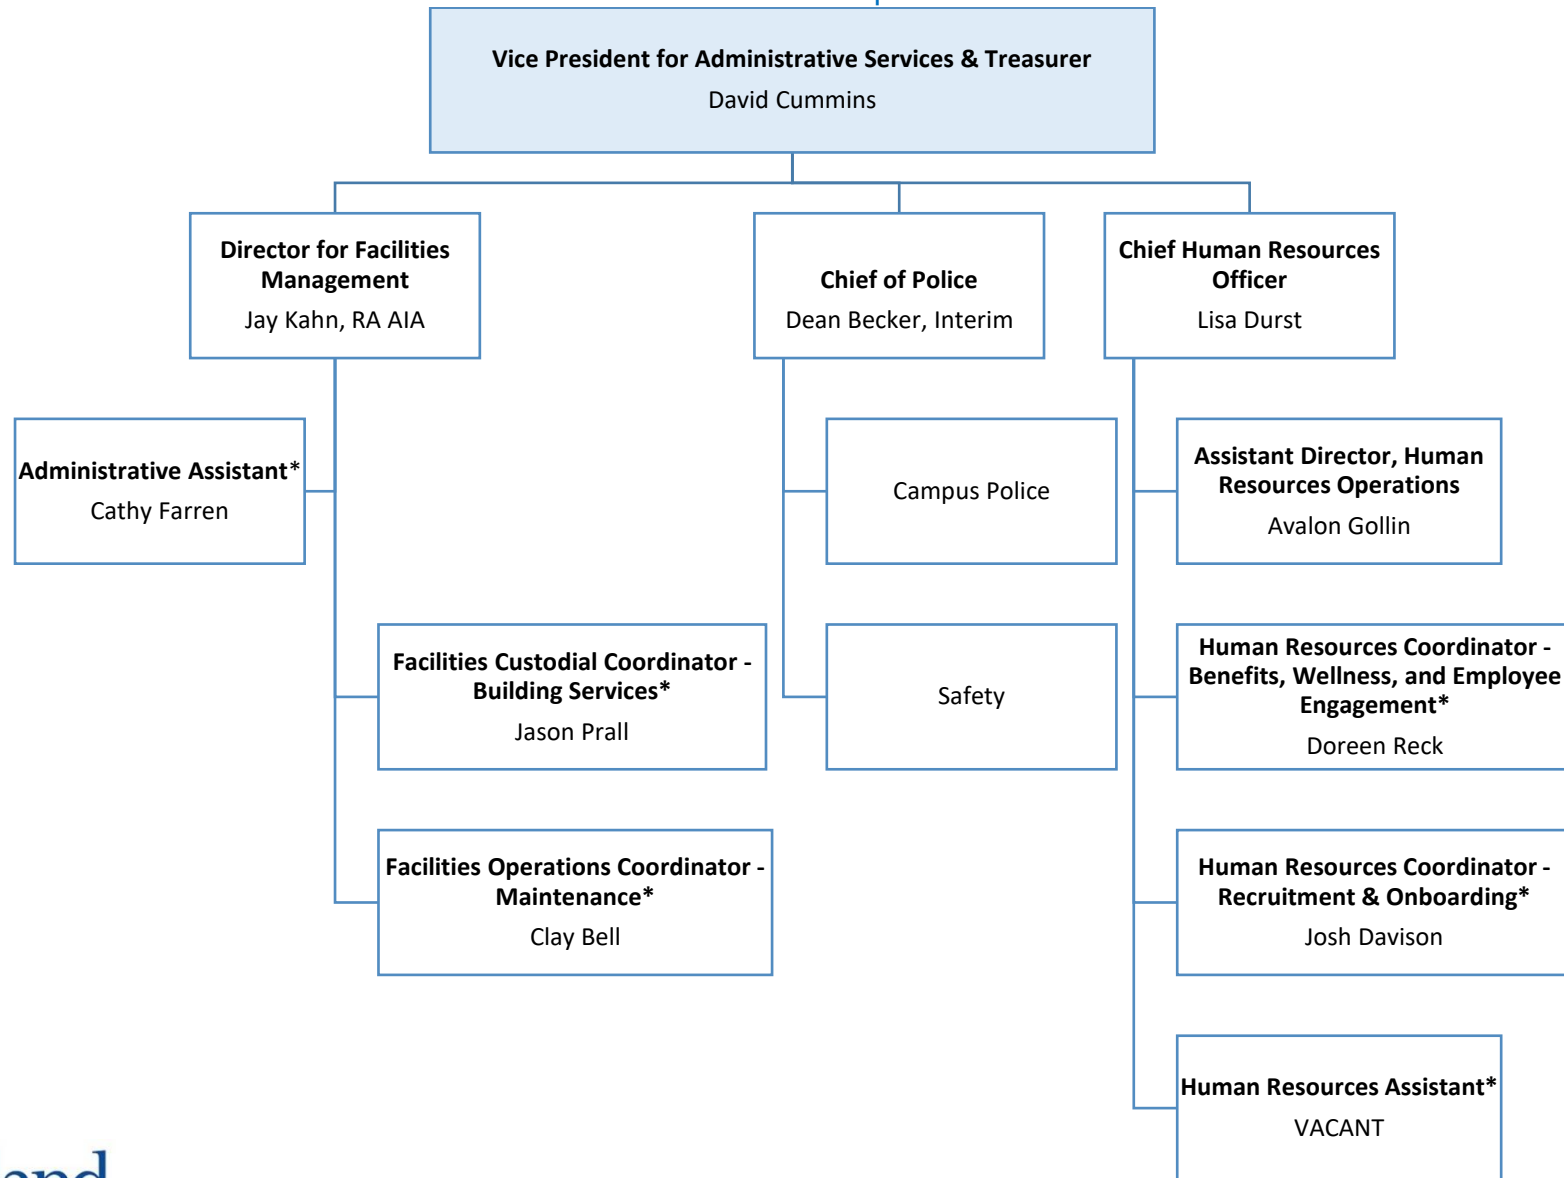 Vice President for Administrative Services & Treasurer
David Cummins
Director for Facilities
Management
Jay Kahn, RA AIA
Chief of Police
Dean Becker, Interim
Chief Human Resources
Officer
Lisa Durst
Administrative Assistant*
Cathy Farren
Campus Police
Assistant Director, Human
Resources Operations
Avalon Gollin
Facilities Custodial Coordinator -
Building Services*
Jason Prall
Safety
Human Resources Coordinator -
Benefits, Wellness, and Employee
Engagement*
Doreen Reck
Facilities Operations Coordinator -
Maintenance*
Clay Bell
Human Resources Coordinator -
Recruitment & Onboarding*
Josh Davison
Human Resources Assistant*
VACANT